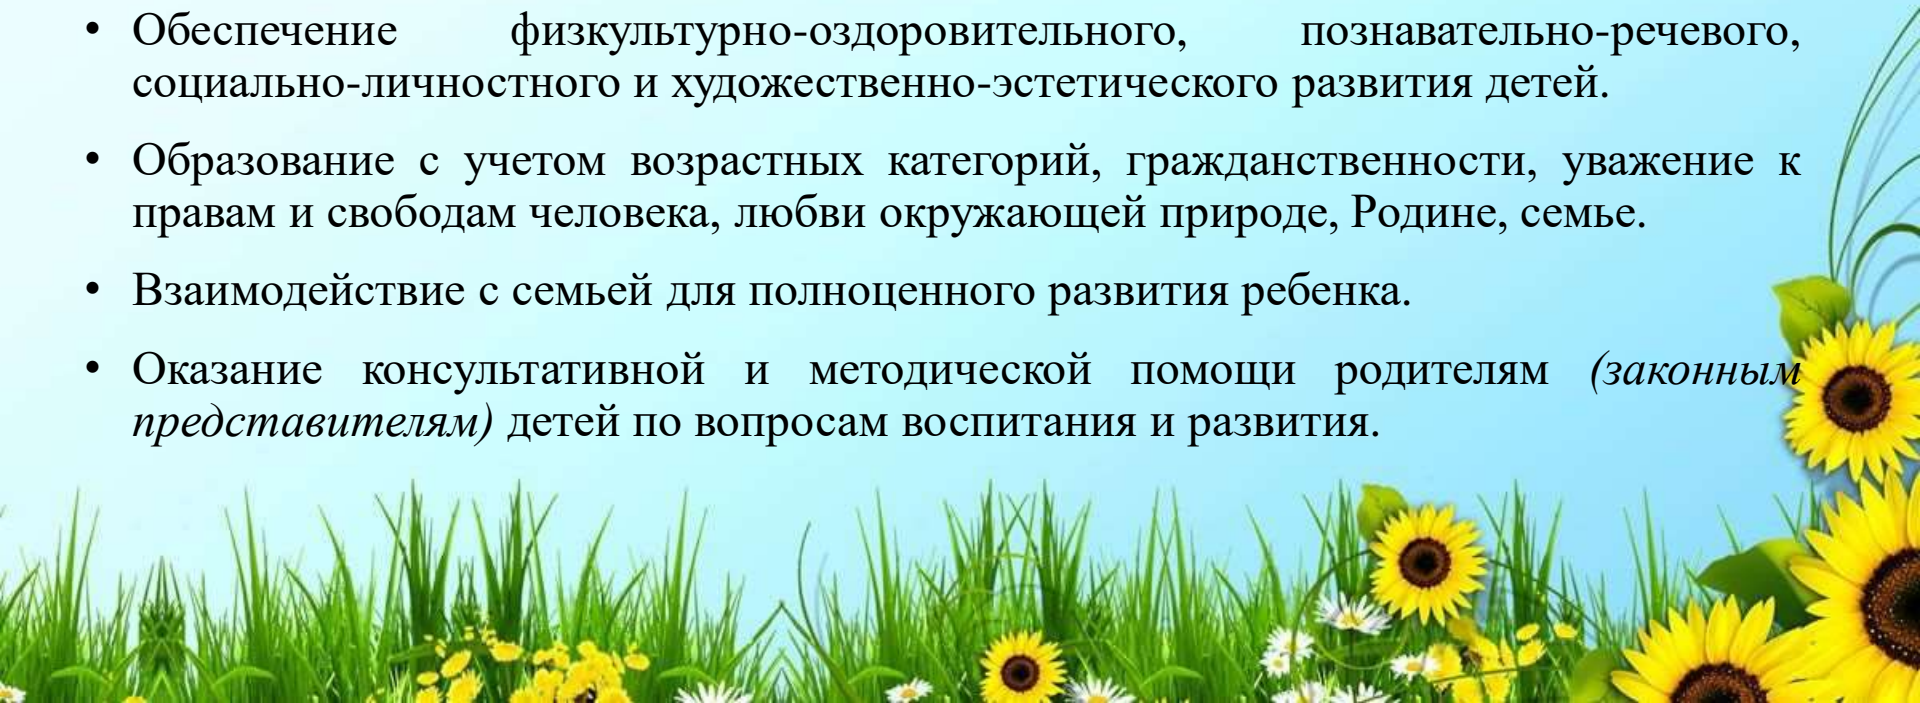 • Обеспечение физкультурно-оздоровительного, познавательно-речевого,
социально-личностного и художественно-эстетического развития детей.
• Образование с учетом возрастных категорий, гражданственности, уважение к
правам и свободам человека, любви окружающей природе, Родине, семье.
• Взаимодействие с семьей для полноценного развития ребенка.
• Оказание консультативной и методической помощи родителям (законным
представителям) детей по вопросам воспитания и развития.